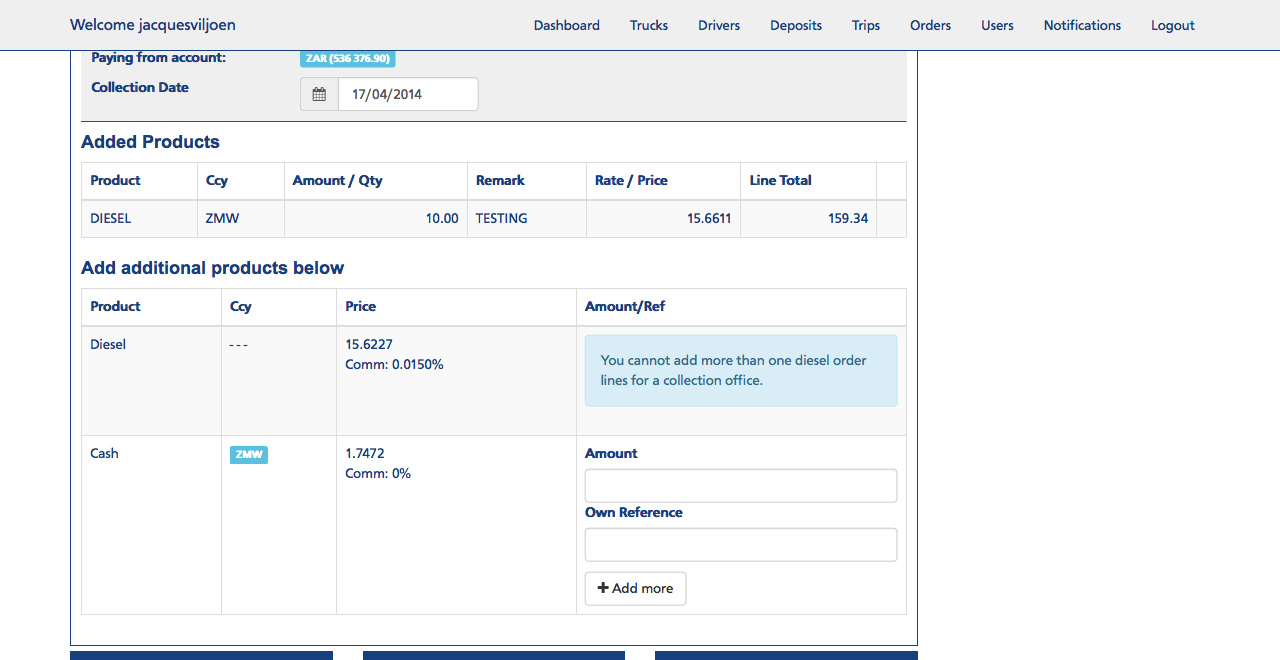 Welcome jacquesviljoen Dashboard Trucks Drivers Deposits Trips Orders Users Notifications Logout
Paying from account: ZAR (536 376.90)
Collection Date 17/04/2014
Added Products
Product Ccy Amount / Qty Remark Rate / Price Line Total
DIESEL ZMW 10.00 TESTING 15.6611 159.34
Add additional products below
Product Ccy Price Amount/Ref
Diesel --- 15.6227
Comm: 0.0150%
You cannot add more than one diesel order
lines for a collection office.
Cash ZMW 1.7472
Comm: 0%
Amount
Own Reference
Add more